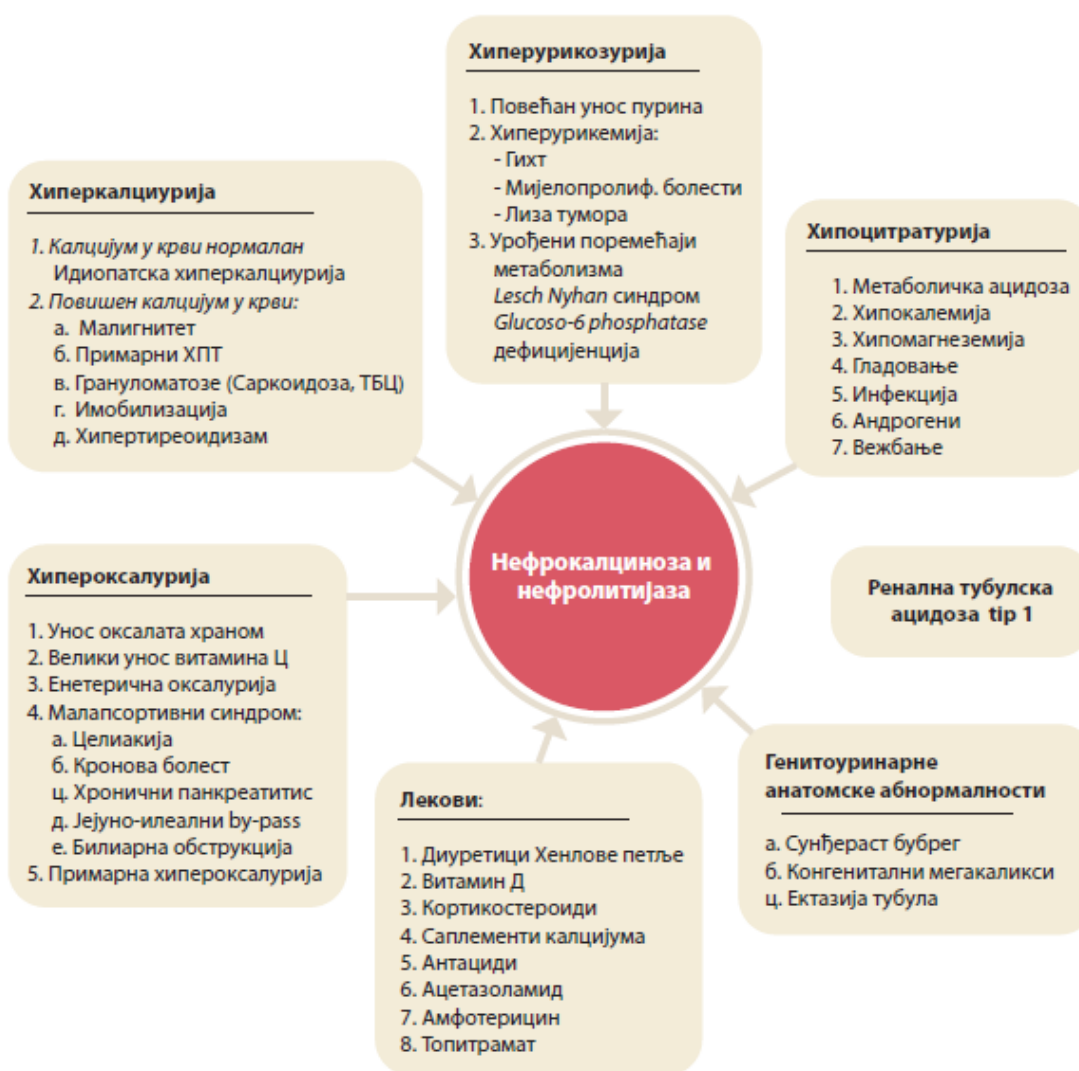 Хиперурикозурија
1. Повећан унос пурина
2. Хиперурикемија:
- Гихт
- Мијелопролиф. болести
- Лиза тумора
3. Урођени поремећаји
метаболизма
Lesch Nyhan синдром
Glucoso-6 phosphatase
дефицијенција
Хиперкалциурија
1. Калцијум у крви нормалан
Идиопатска хиперкалциурија
2. Повишен калцијум у крви:
а. Малигнитет
б. Примарни ХПТ
в. Грануломатозе (Саркоидоза, ТБЦ)
г. Имобилизација
д. Хипертиреоидизам
Хипоцитратурија
1. Метаболичка ацидоза
2. Хипокалемија
3. Хипомагнеземија
4. Гладовање
5. Инфекција
6. Андрогени
7. Вежбање
Нефрокалциноза и
нефролитијаза
Хипероксалурија
1. Унос оксалата храном
2. Велики унос витамина Ц
3. Енетерична оксалурија
4. Малапсортивни синдром:
а. Целиакија
б. Кронова болест
ц. Хронични панкреатитис
д. Јејуно-илеални by-pass
е. Билиарна обструкција
5. Примарна хипероксалурија
Ренална тубулска
ацидоза tip 1
Генитоуринарне
анатомске абнормалности
а. Сунђераст бубрег
б. Конгенитални мегакаликси
ц. Ектазија тубула
Лекови:
1. Диуретици Хенлове петље
2. Витамин Д
3. Кортикостероиди
4. Саплементи калцијума
5. Антациди
6. Ацетазоламид
7. Амфотерицин
8. Топитрамат